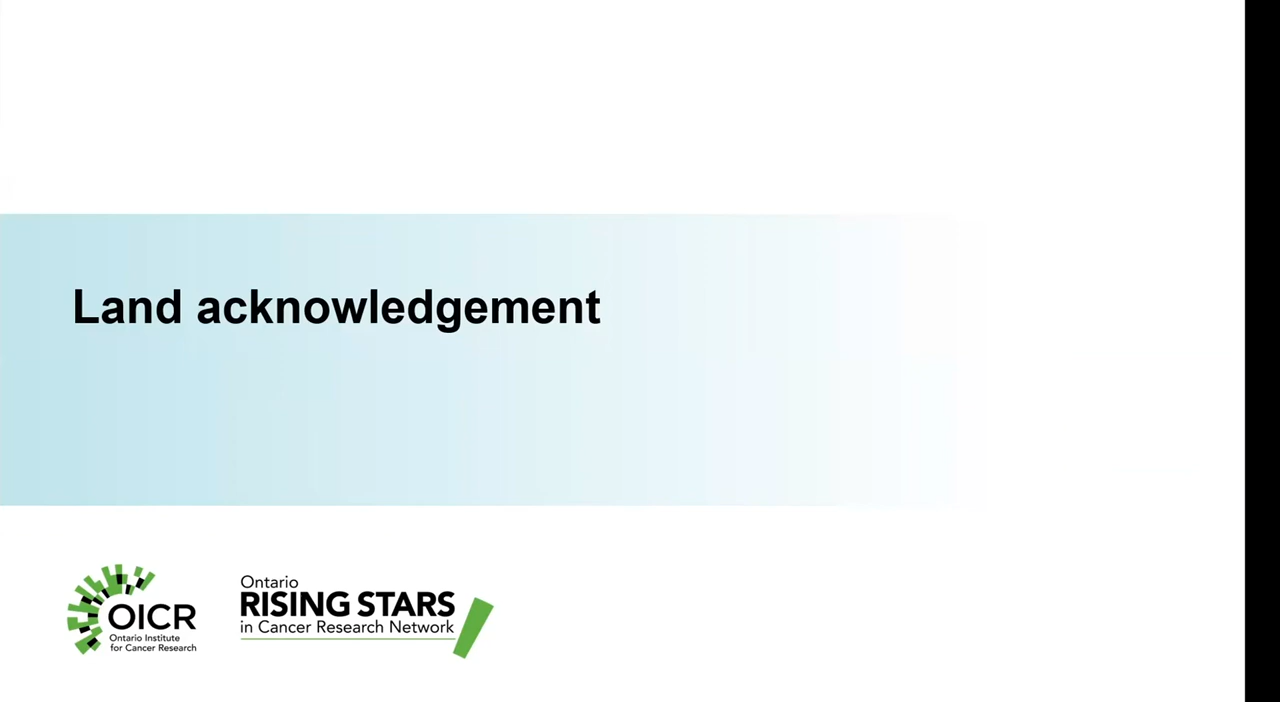 Land acknowledgement
OICR
Ontario Institute
for Cancer Research
Ontario
RISING STARS
in Cancer Research Network